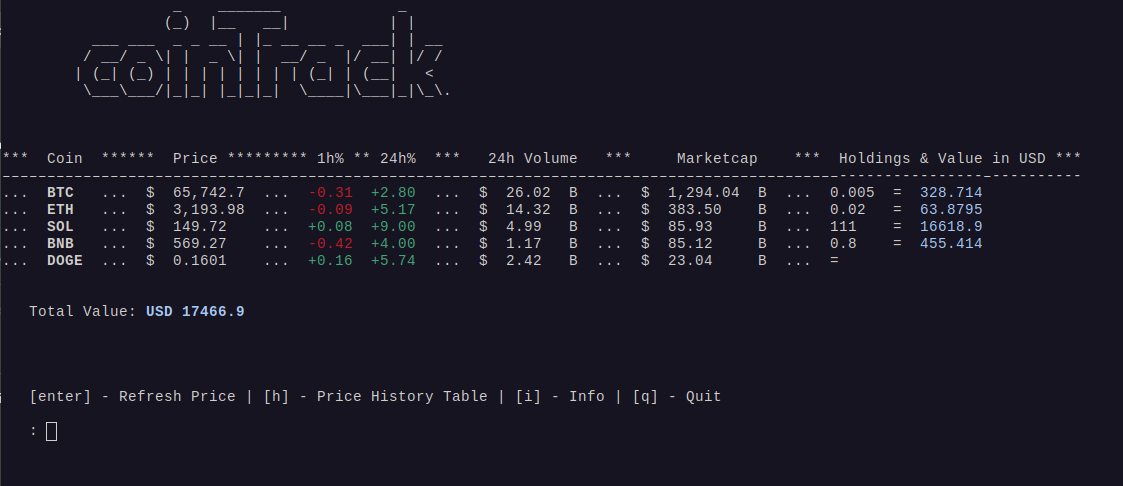 coinTrack
*** Coin ****** Price ********* 1h% ** 24h% *** 24h Volume *** Marketcap *** Holdings & Value in USD ***
... BTC ... $ 65,742.7 ... -0.31 +2.80 ... $ 26.02 B ... $ 1,294.04 B ... 0.005 = 328.714
... ETH ... $ 3,193.98 ... -0.09 +5.17 ... $ 14.32 B ... $ 383.50 B ... 0.02 = 63.8795
... SOL ... $ 149.72 ... +0.08 +9.00 ... $ 4.99 B ... $ 85.93 B ... 111 = 16618.9
... BNB ... $ 569.27 ... -0.42 +4.00 ... $ 1.17 B ... $ 85.12 B ... 0.8 = 455.414
... DOGE ... $ 0.1601 ... +0.16 +5.74 ... $ 2.42 B ... $ 23.04 B ... =
Total Value: USD 17466.9
[enter] - Refresh Price | [h] - Price History Table | [i] - Info | [q] - Quit
: